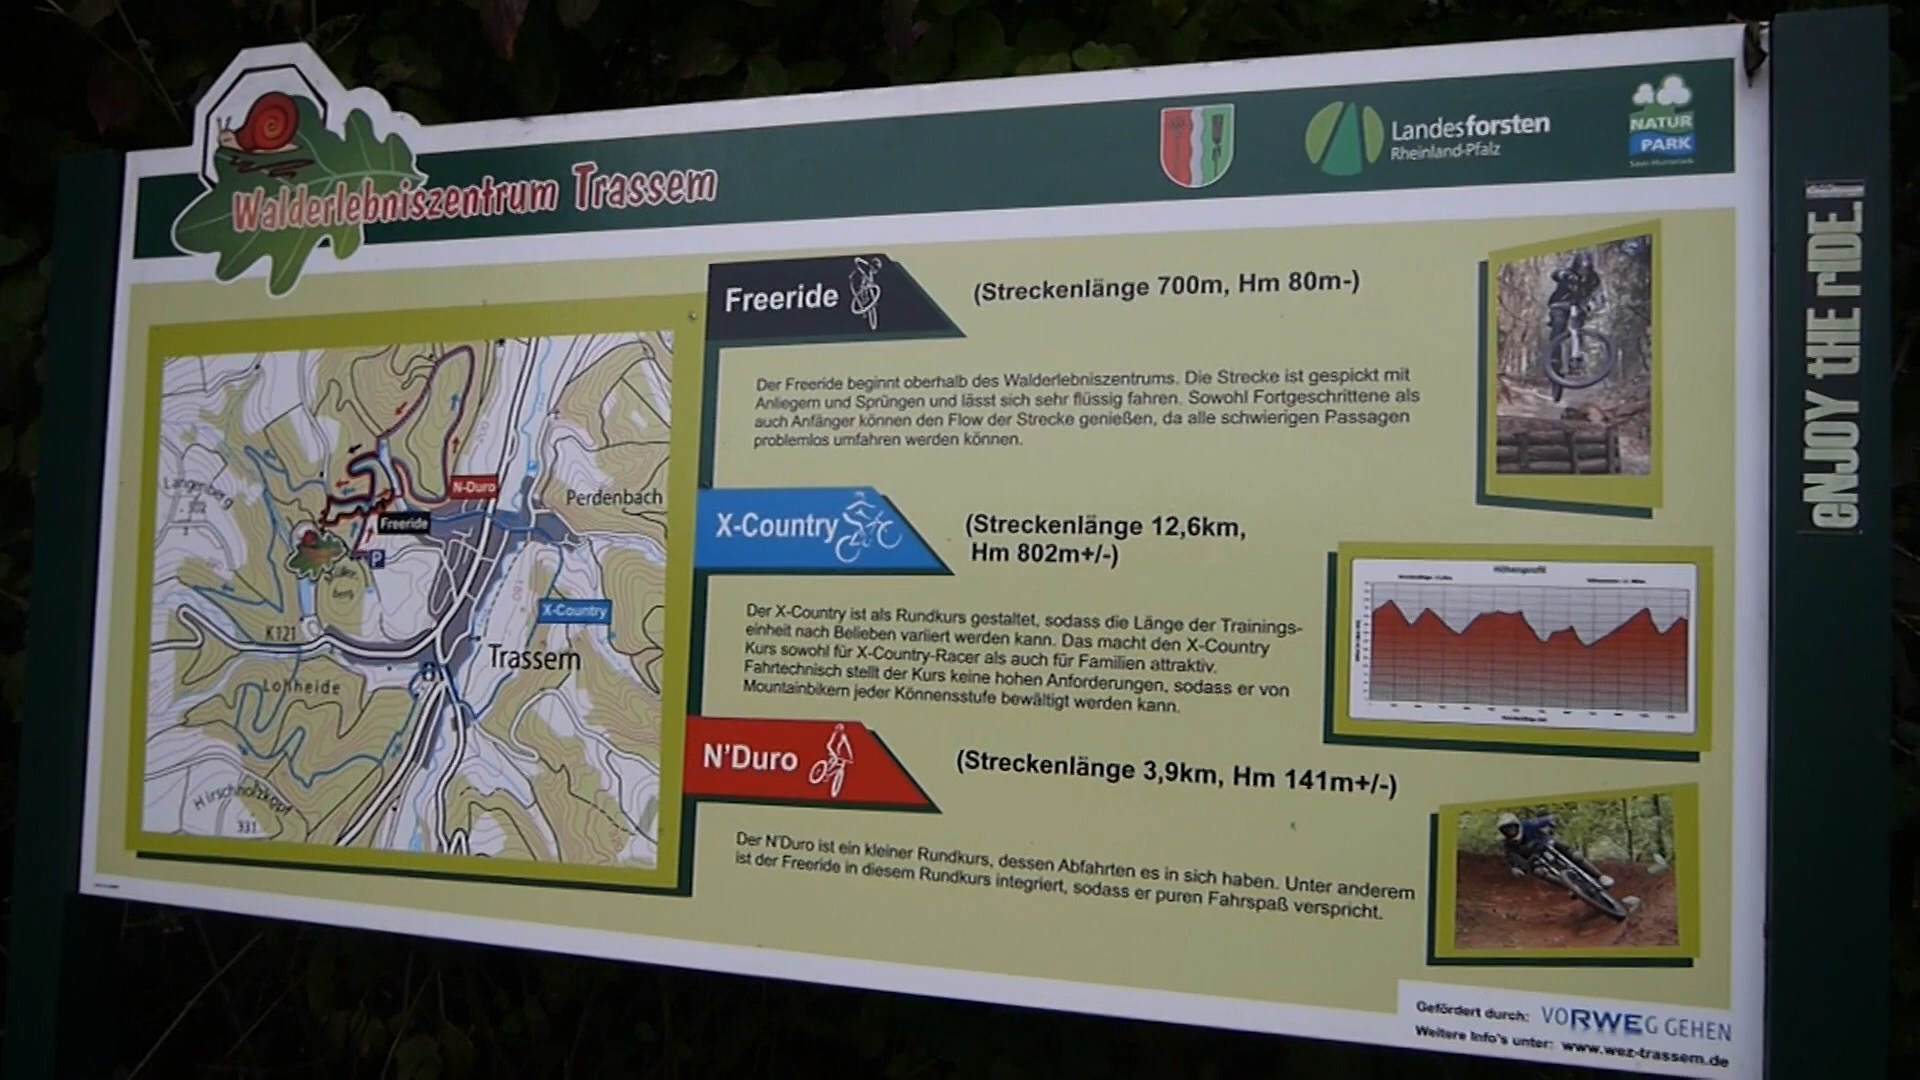 Walderlebniszentrum Trassem
Landesforsten
Rheinland-Pfalz
NATUR
PARK
eNJOY tHE rIDE.
Freeride
(Streckenlänge 700m, Hm 80m-)
Der Freeride beginnt oberhalb des Walderlebniszentrums. Die Strecke ist gespickt mit
Anliegern und Sprüngen und lässt sich sehr flüssig fahren. Sowohl Fortgeschrittene als
auch Anfänger können den Flow der Strecke genießen, da alle schwierigen Passagen
problemlos umfahren werden können.
X-Country
(Streckenlänge 12,6km,
Hm 802m+/-)
Der X-Country ist als Rundkurs gestaltet, sodass die Länge der Trainings-
einheit nach Belieben variiert werden kann. Das macht den X-Country
Kurs sowohl für X-Country-Racer als auch für Familien attraktiv.
Fahrtechnisch stellt der Kurs keine hohen Anforderungen, sodass er von
Mountainbikern jeder Könnensstufe bewältigt werden kann.
Höhenprofil
N'Duro
(Streckenlänge 3,9km, Hm 141m+/-)
Der N'Duro ist ein kleiner Rundkurs, dessen Abfahrten es in sich haben. Unter anderem
ist der Freeride in diesem Rundkurs integriert, sodass er puren Fahrspaß verspricht.
200
Langenberg
N-Duro
Perdenbach
Freeride
P
180
X-Country
K121
Trassem
Lohheide
Hirschholzkopf
331
Gefördert durch: VORWEG GEHEN
Weitere Info's unter: www.wez-trassem.de